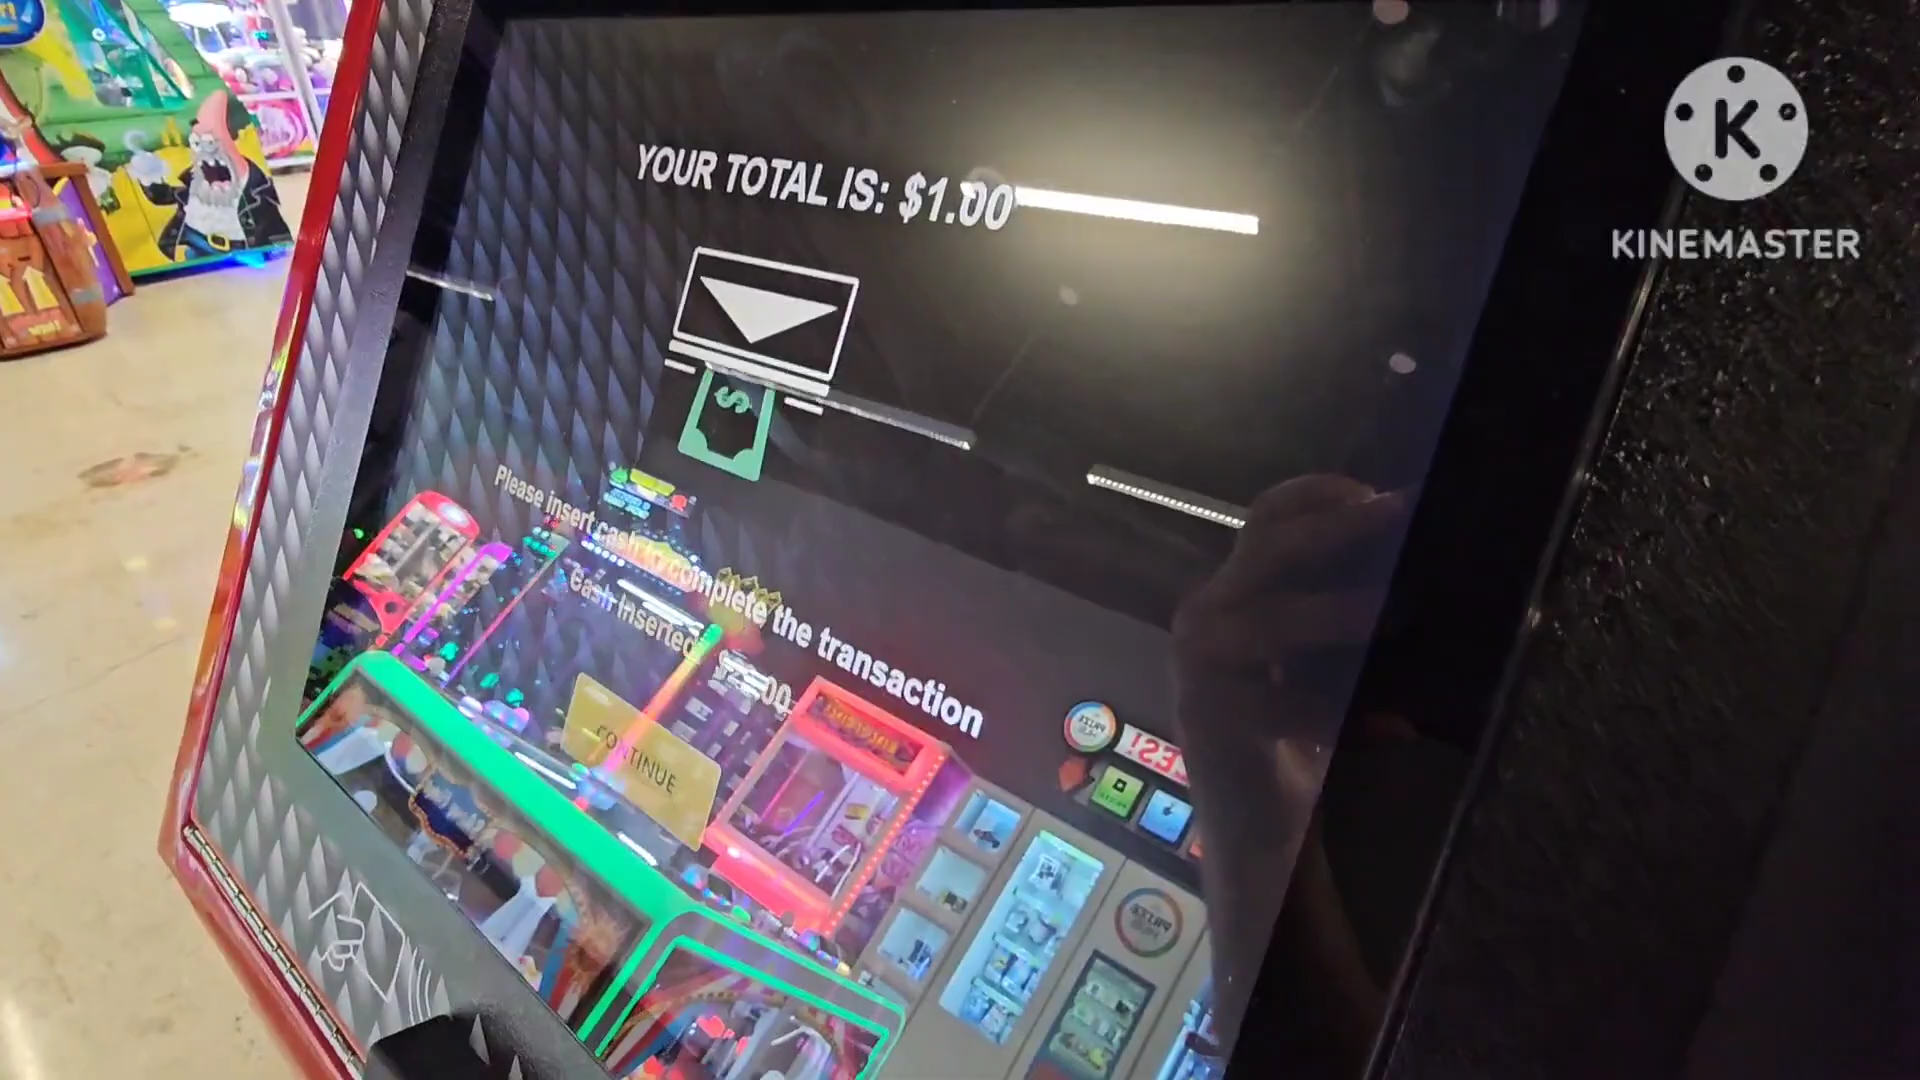 YOUR TOTAL IS: $1.00
$
Please insert cash to complete the transaction
Cash Inserted:
CONTINUE
K
KINEMASTER